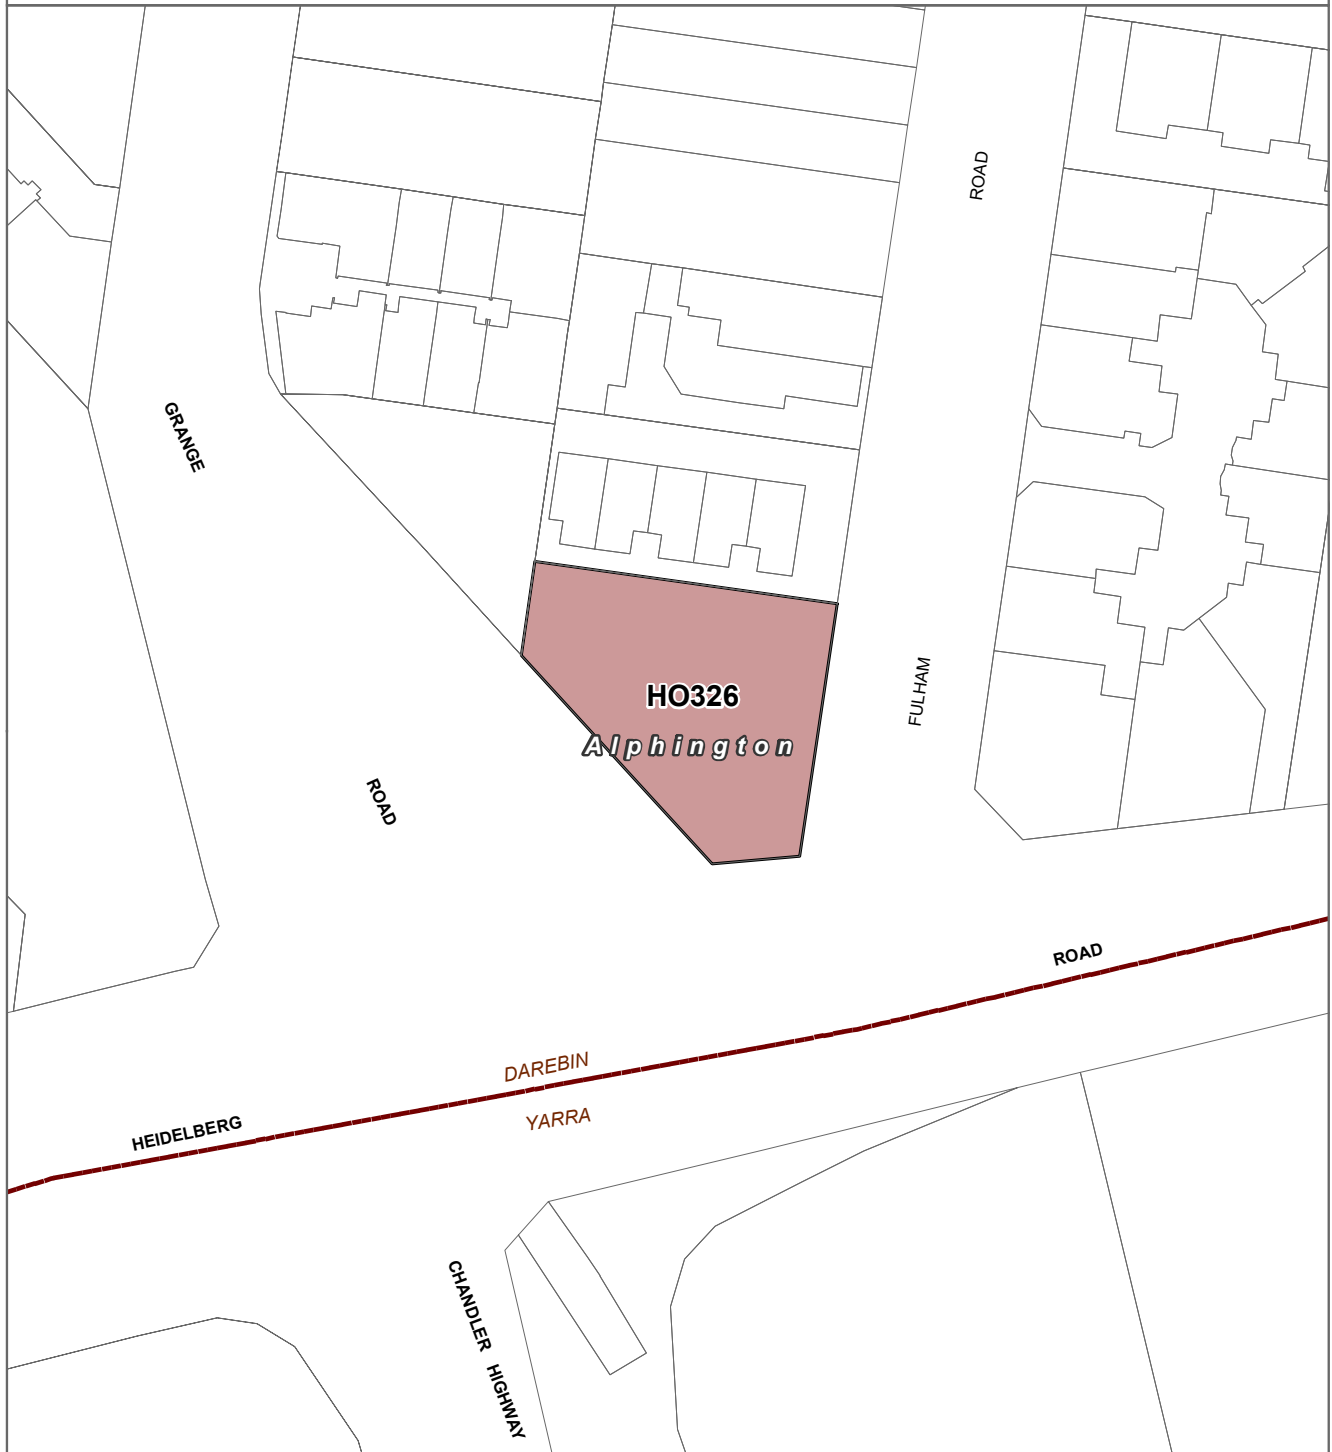 ROAD
GRANGE
FULHAM
HO326
Alphington
ROAD
ROAD
DAREBIN
YARRA
HEIDELBERG
CHANDLER HIGHWAY